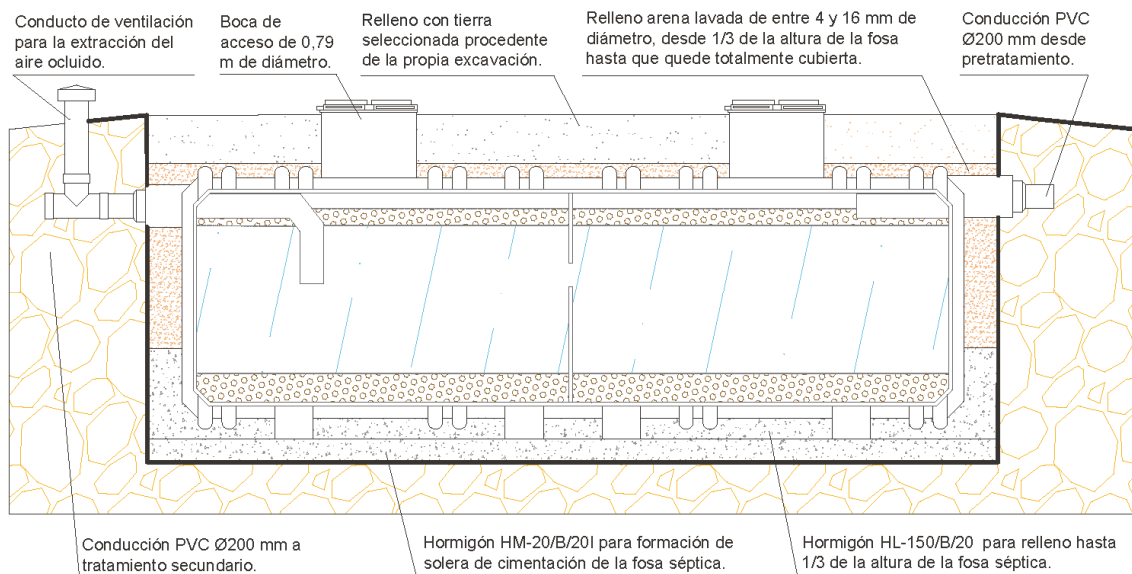 Conducto de ventilación
para la extracción del
aire ocluido.
Boca de
acceso de 0,79
m de diámetro.
Relleno con tierra
seleccionada procedente
de la propia excavación.
Relleno arena lavada de entre 4 y 16 mm de
diámetro, desde 1/3 de la altura de la fosa
hasta que quede totalmente cubierta.
Conducción PVC
Ø200 mm desde
pretratamiento.
Conducción PVC Ø200 mm a
tratamiento secundario.
Hormigón HM-20/B/20I para formación de
solera de cimentación de la fosa séptica.
Hormigón HL-150/B/20 para relleno hasta
1/3 de la altura de la fosa séptica.